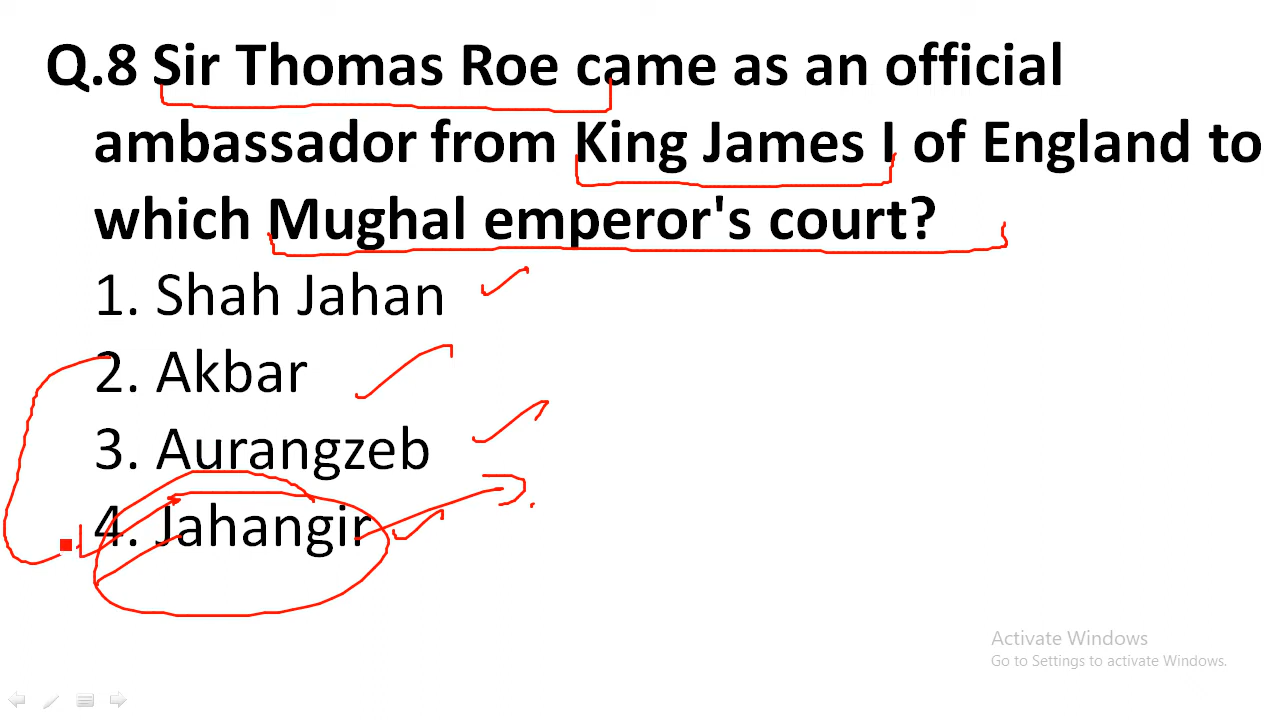 Q.8 Sir Thomas Roe came as an official
ambassador from King James I of England to
which Mughal emperor's court?
1. Shah Jahan
2. Akbar
3. Aurangzeb
4. Jahangir
Activate Windows
Go to Settings to activate Windows.